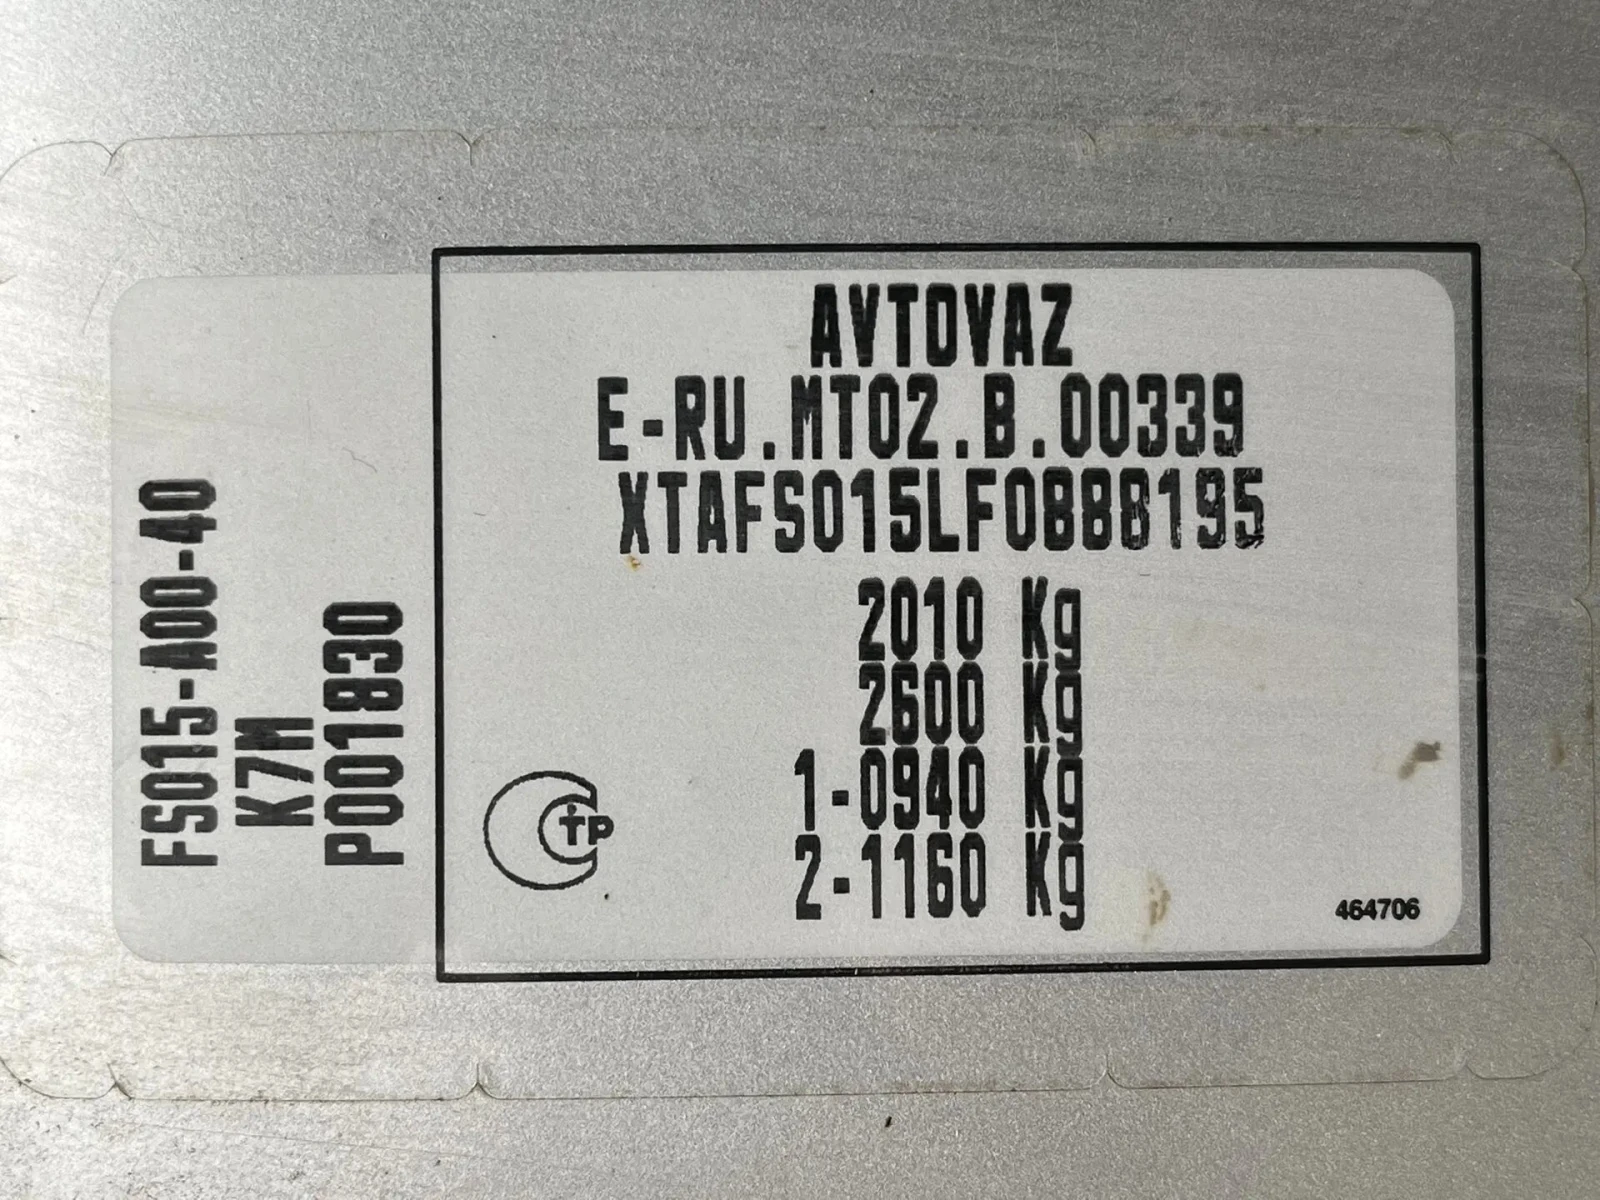 AVTOVAZ
E-RU.MT02.B.00339
XTAFS015LF0888195
2010 Kg
2600 Kg
1-0940 Kg
2-1160 Kg
464706
FS015-A00-40
K7M
P001830